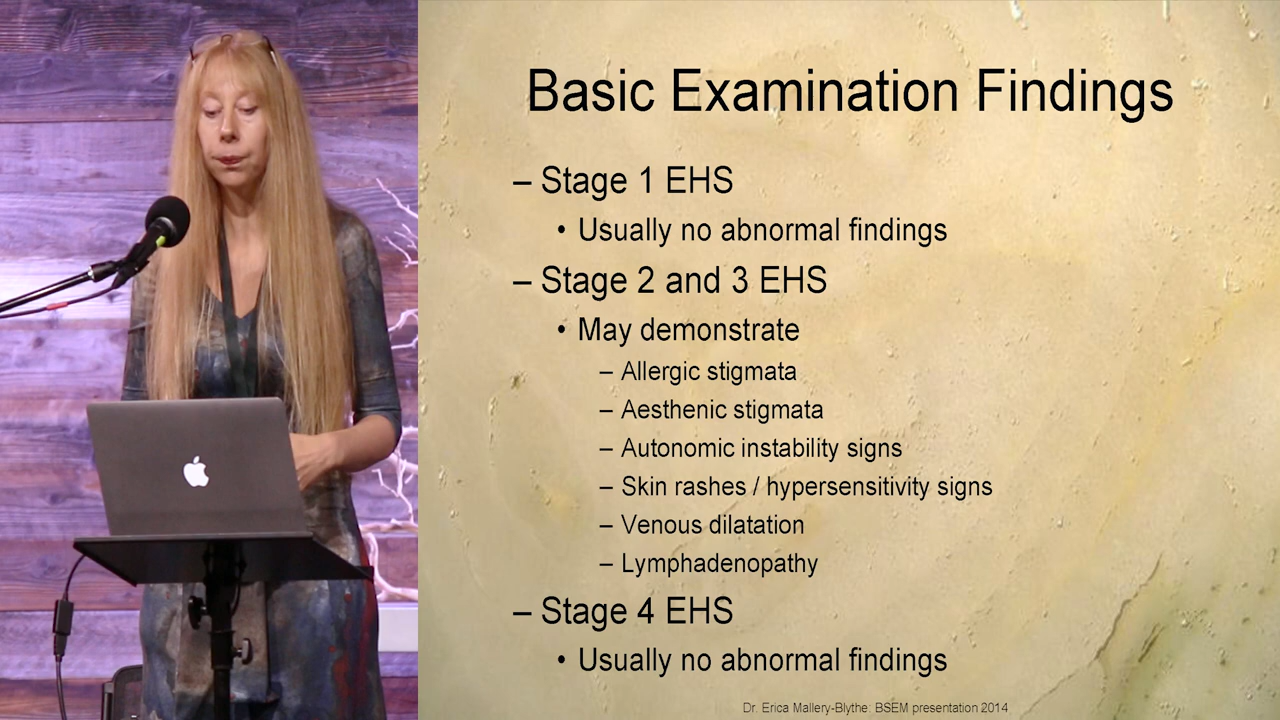 Basic Examination Findings
– Stage 1 EHS
• Usually no abnormal findings
– Stage 2 and 3 EHS
• May demonstrate
– Allergic stigmata
– Aesthenic stigmata
– Autonomic instability signs
– Skin rashes / hypersensitivity signs
– Venous dilatation
– Lymphadenopathy
– Stage 4 EHS
• Usually no abnormal findings
Dr. Erica Mallery-Blythe: BSEM presentation 2014